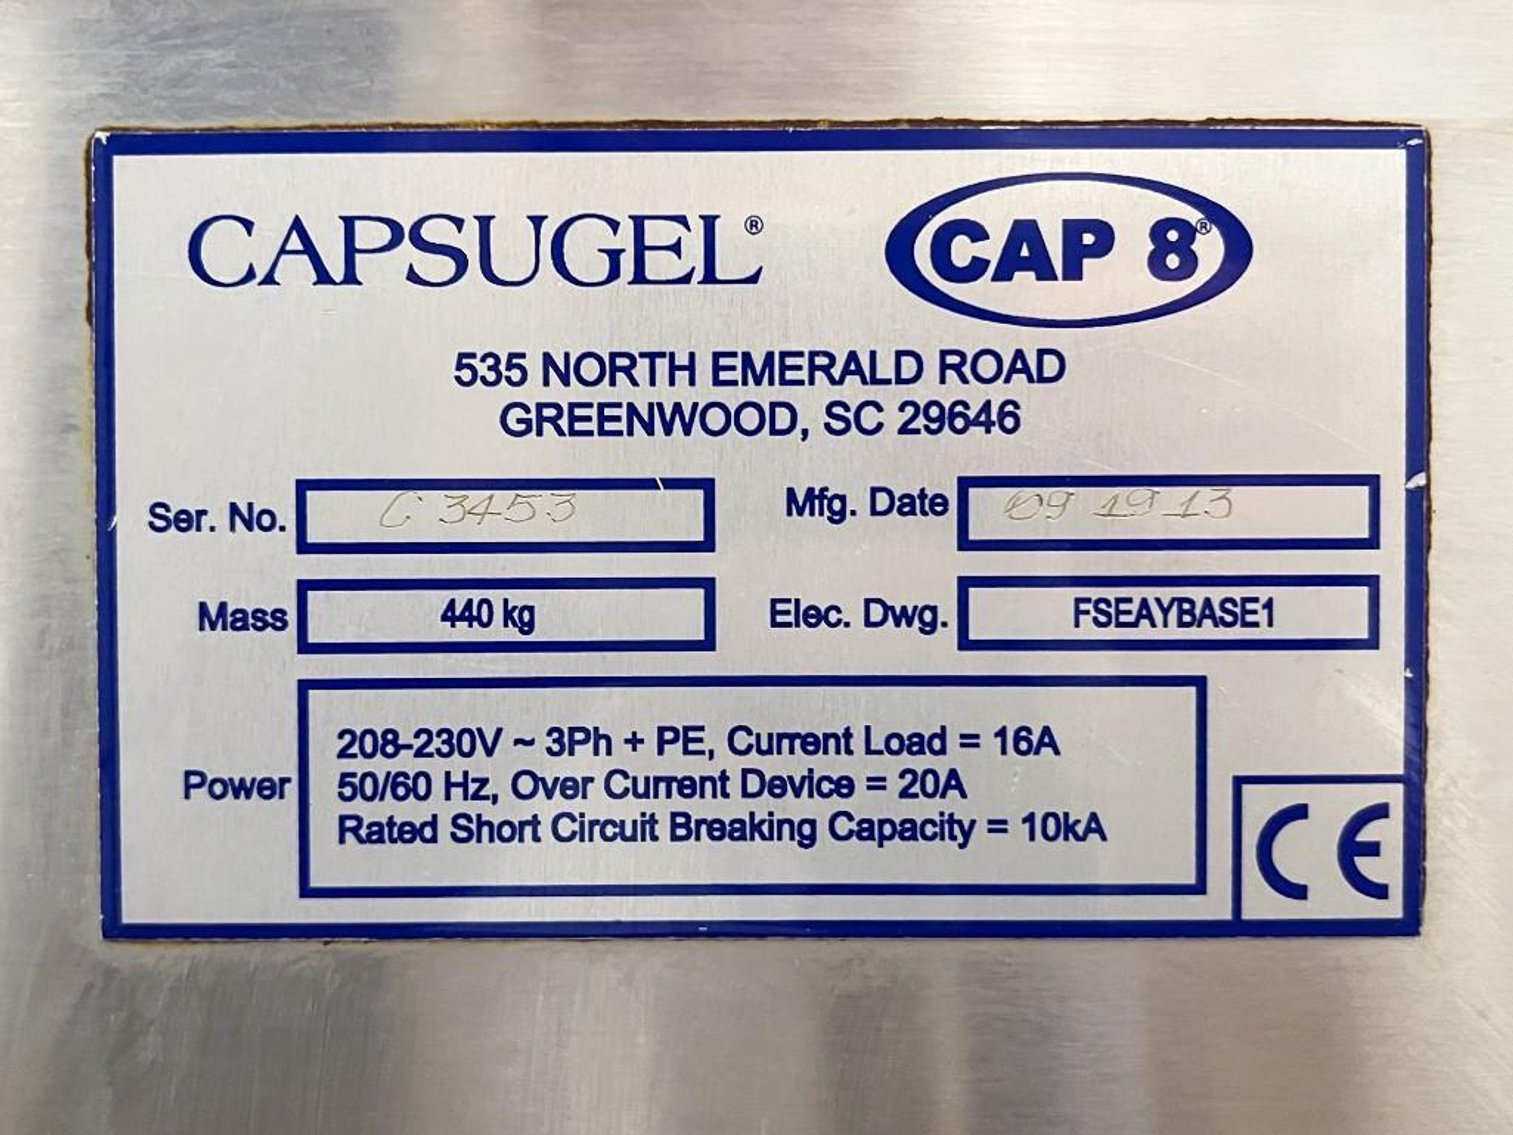 CAPSUGEL® CAP 8®
535 NORTH EMERALD ROAD
GREENWOOD, SC 29646
Ser. No. C 3453 Mfg. Date 09 19 13
Mass 440 kg Elec. Dwg. FSEAYBASE1
208-230V ~ 3Ph + PE, Current Load = 16A
Power 50/60 Hz, Over Current Device = 20A
Rated Short Circuit Breaking Capacity = 10kA
CE